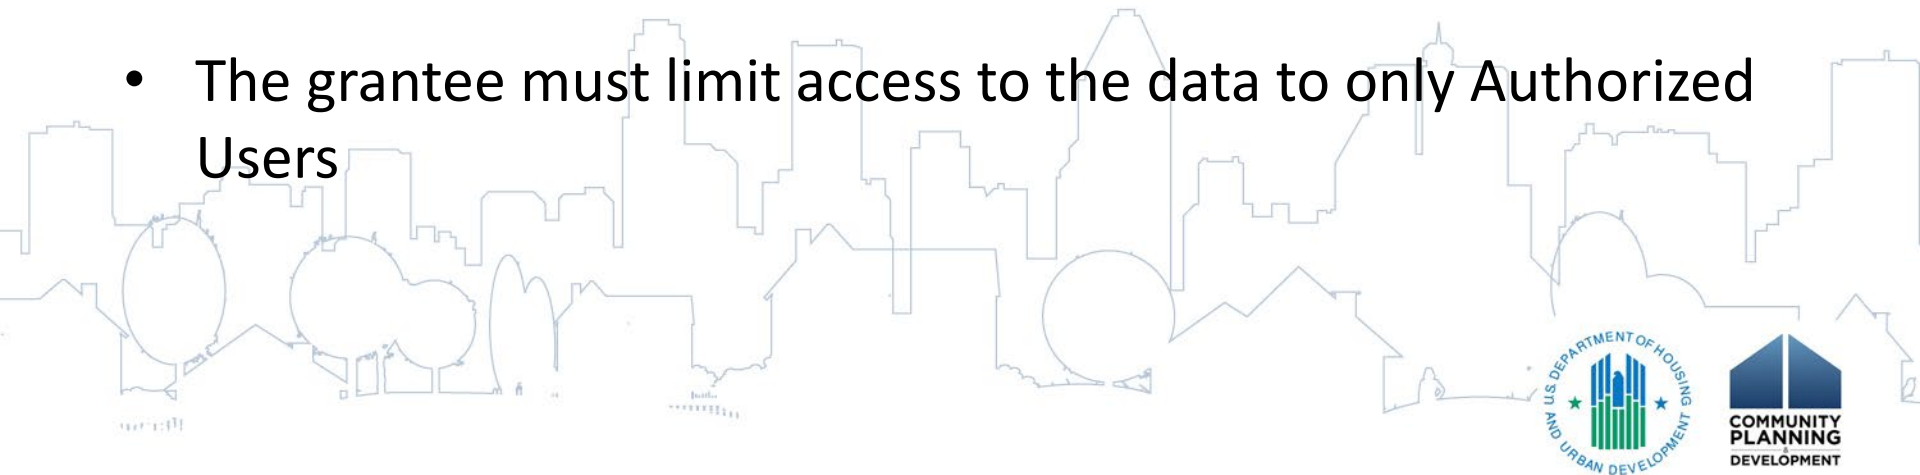 • The grantee must limit access to the data to only Authorized
Users
U.S. DEPARTMENT OF HOUSING
AND URBAN DEVELOPMENT
COMMUNITY
PLANNING
&
DEVELOPMENT